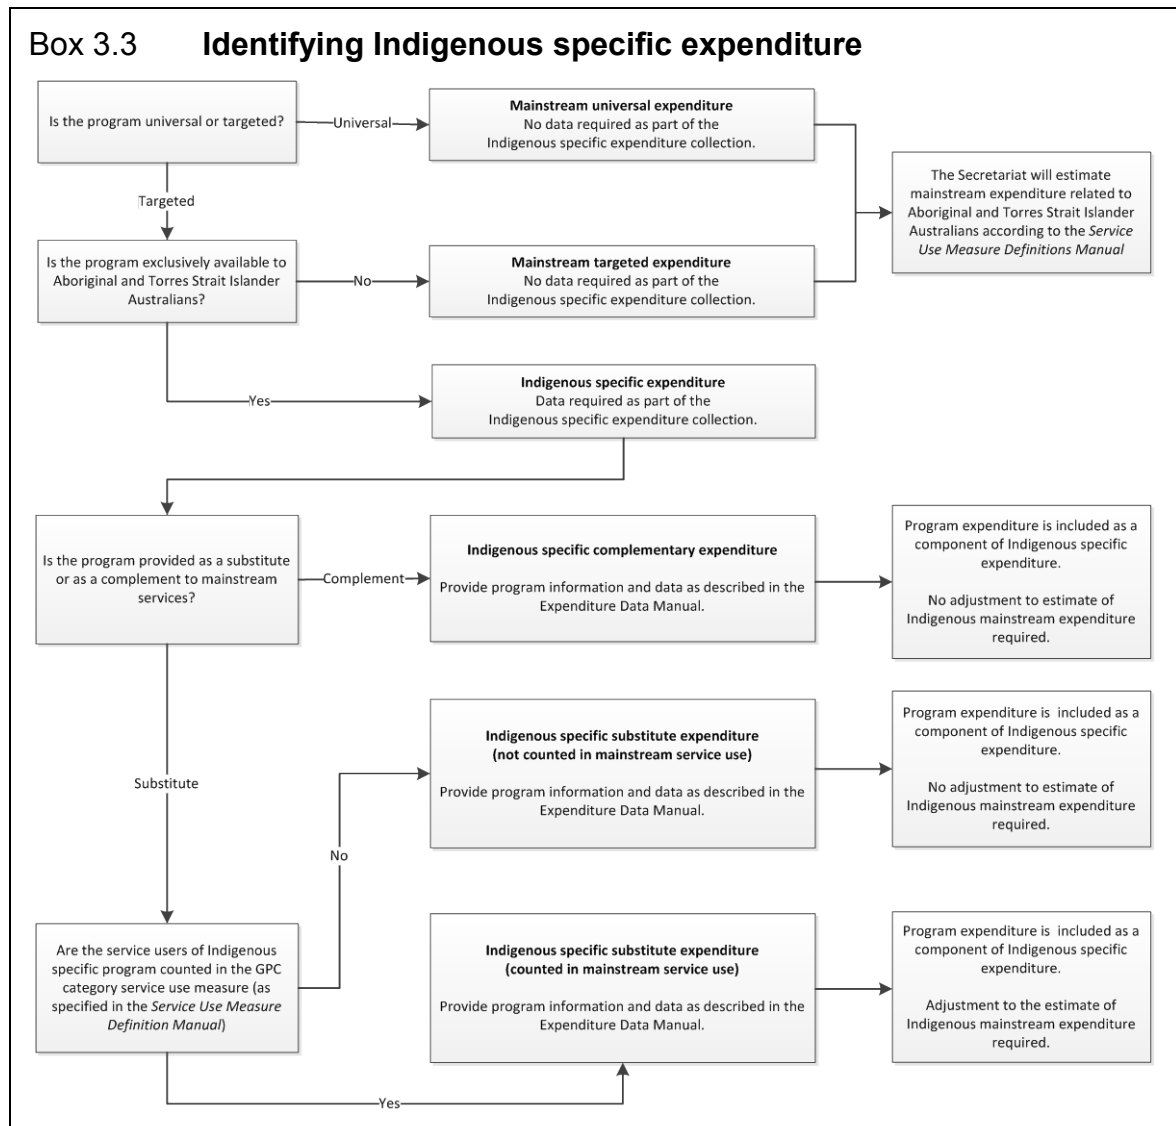 Box 3.3 Identifying Indigenous specific expenditure
Is the program universal or targeted?
Universal
Mainstream universal expenditure
No data required as part of the
Indigenous specific expenditure collection.
The Secretariat will estimate
mainstream expenditure related to
Aboriginal and Torres Strait Islander
Australians according to the Service
Use Measure Definitions Manual
Targeted
Is the program exclusively available to
Aboriginal and Torres Strait Islander
Australians?
No
Mainstream targeted expenditure
No data required as part of the
Indigenous specific expenditure collection.
Yes
Indigenous specific expenditure
Data required as part of the
Indigenous specific expenditure collection.
Is the program provided as a substitute
or as a complement to mainstream
services?
Complement
Indigenous specific complementary expenditure
Provide program information and data as described in the
Expenditure Data Manual.
Program expenditure is included as a
component of Indigenous specific
expenditure.
No adjustment to estimate of
Indigenous mainstream expenditure
required.
Substitute
Indigenous specific substitute expenditure
(not counted in mainstream service use)
Provide program information and data as described in the
Expenditure Data Manual.
Program expenditure is included as a
component of Indigenous specific
expenditure.
No adjustment to estimate of
Indigenous mainstream expenditure
required.
No
Are the service users of Indigenous
specific program counted in the GPC
category service use measure (as
specified in the Service Use Measure
Definition Manual)
Indigenous specific substitute expenditure
(counted in mainstream service use)
Provide program information and data as described in the
Expenditure Data Manual.
Program expenditure is included as a
component of Indigenous specific
expenditure.
Adjustment to the estimate of
Indigenous mainstream expenditure
required.
Yes